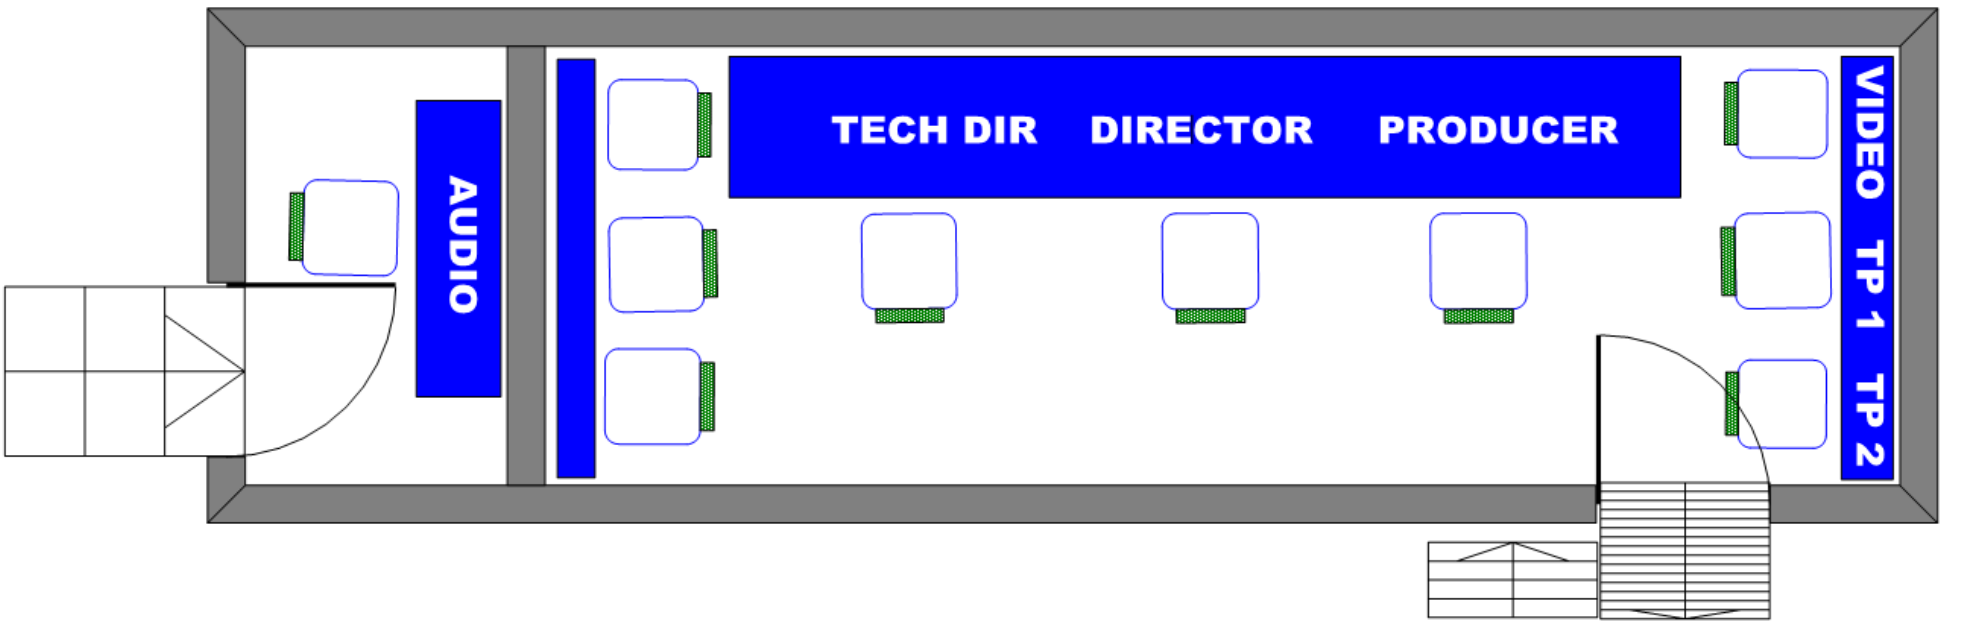 AUDIO
TECH DIR DIRECTOR PRODUCER
VIDEO TP 1 TP 2